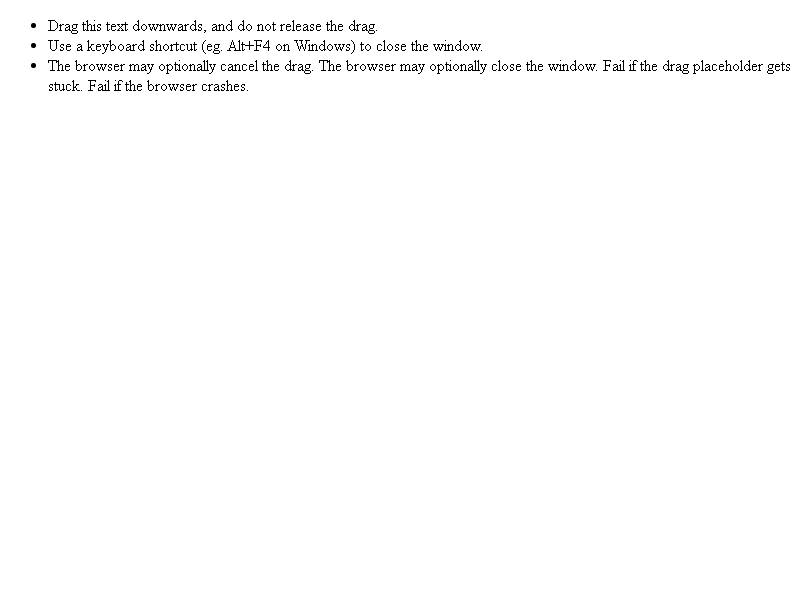 Drag this text downwards, and do not release the drag.
Use a keyboard shortcut (eg. Alt+F4 on Windows) to close the window.
The browser may optionally cancel the drag. The browser may optionally close the window. Fail if the drag placeholder gets
stuck. Fail if the browser crashes.